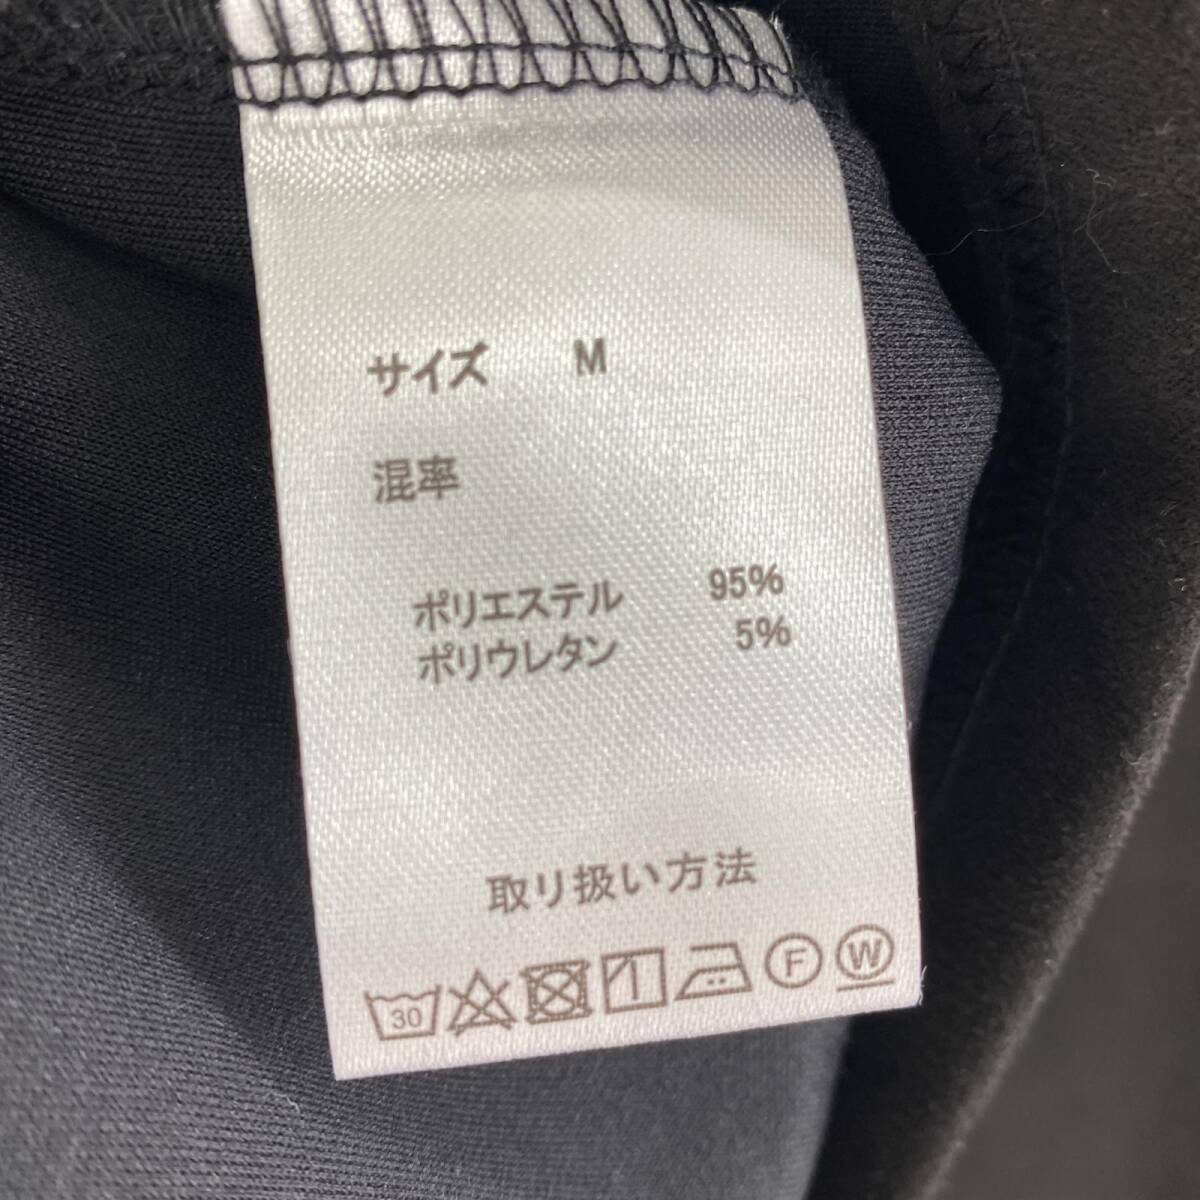 サイズ M
混率
ポリエステル 95%
ポリウレタン 5%
取り扱い方法
30 F W